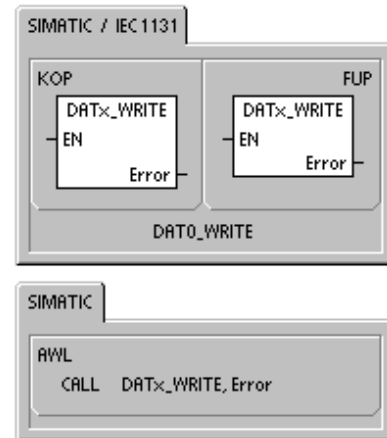 SIMATIC / IEC1131
KOP FUP
DATx_WRITE DATx_WRITE
EN EN
Error Error
DAT0_WRITE
SIMATIC
AWL
CALL DATx_WRITE, Error